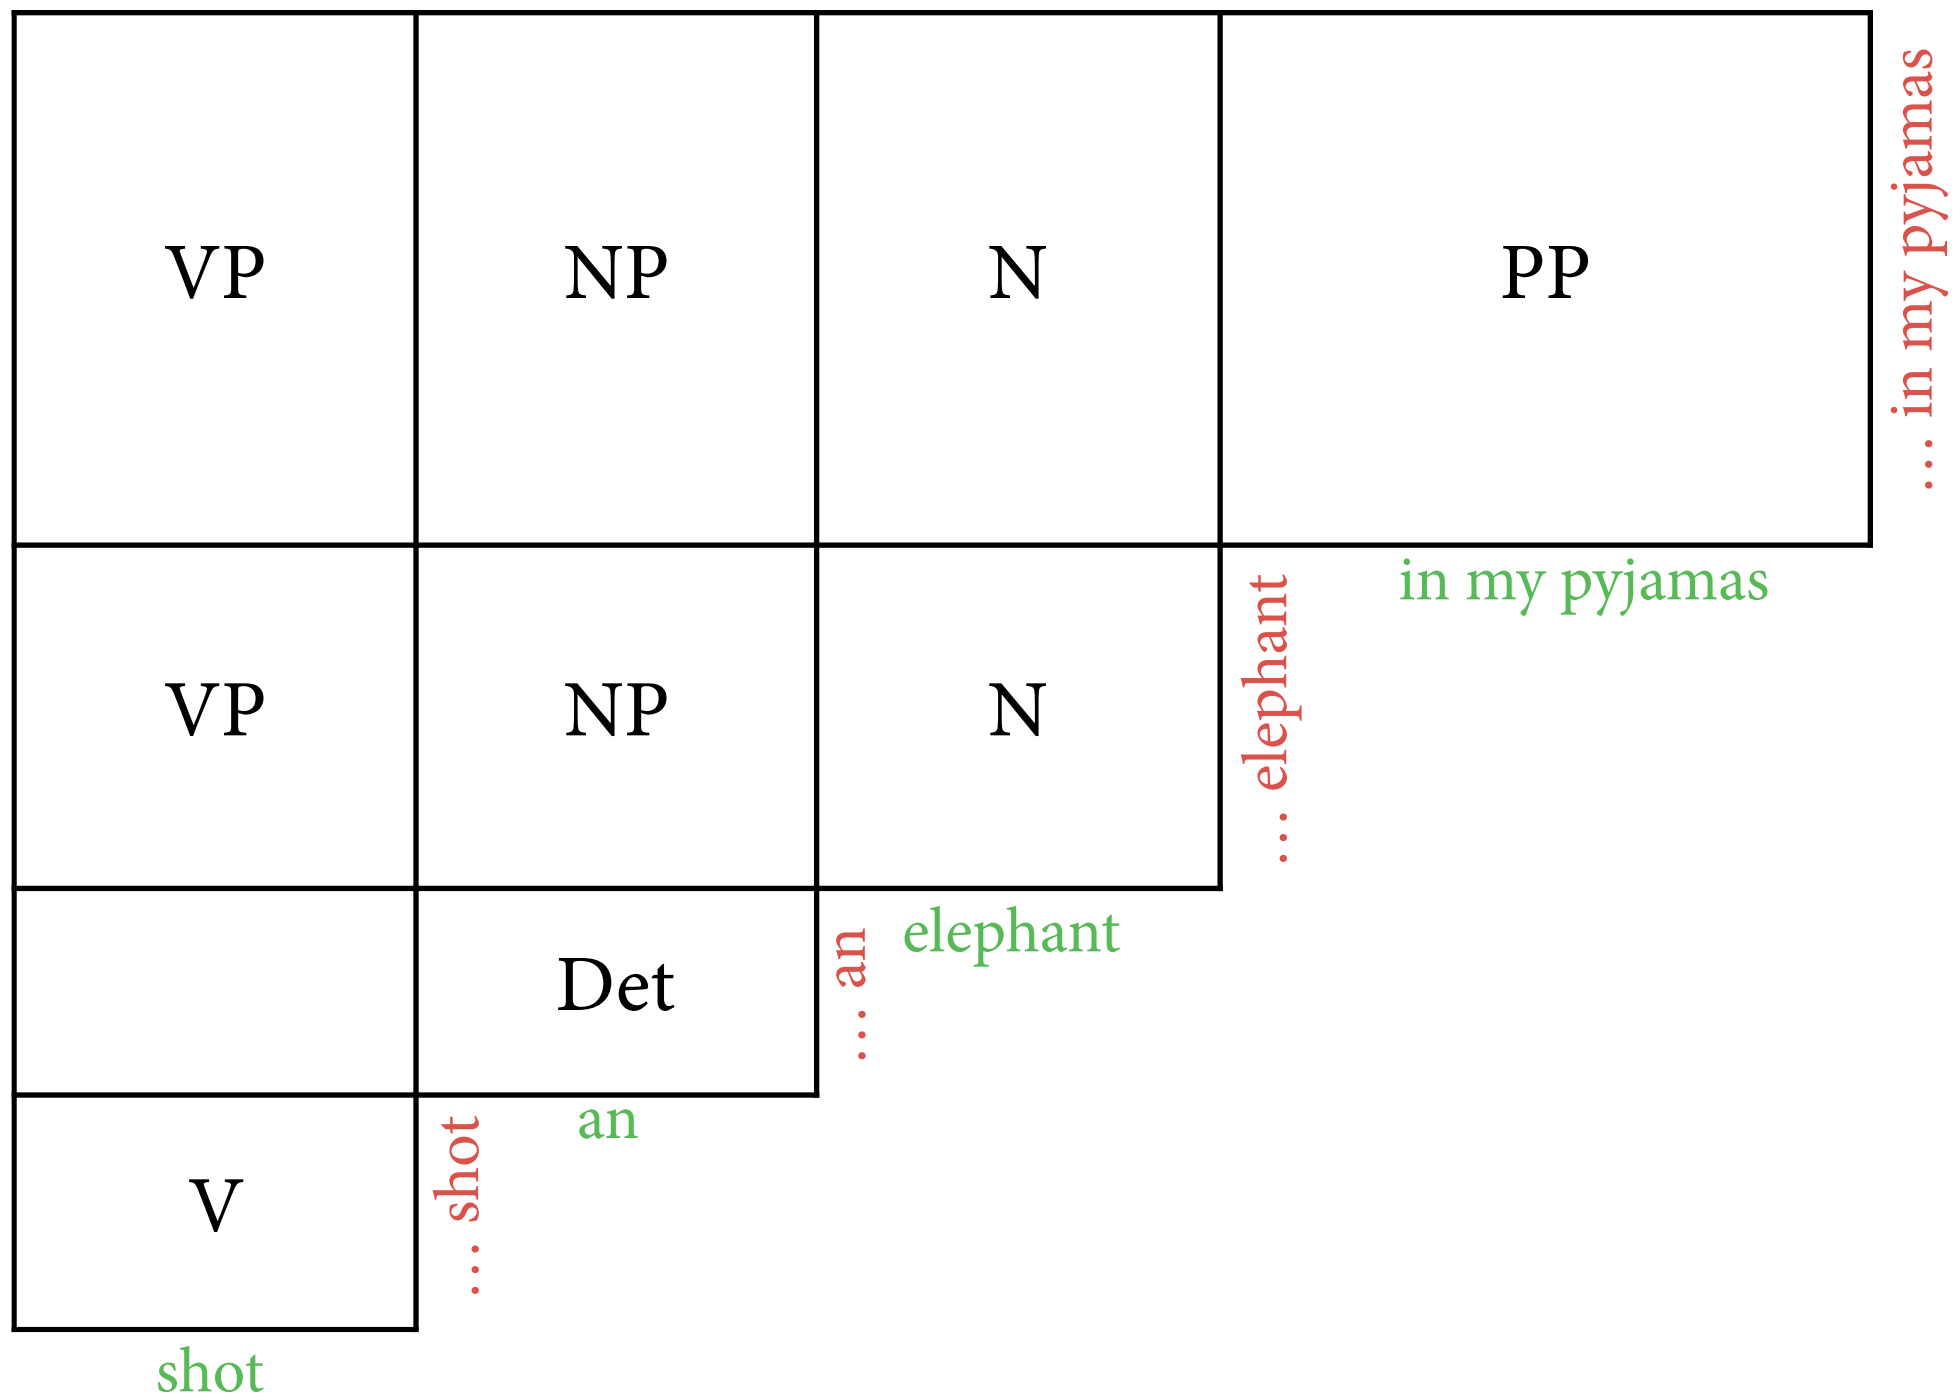 VP NP N PP
... in my pyjamas
in my pyjamas
VP NP N
... elephant
elephant
Det
... an
an
V
... shot
shot